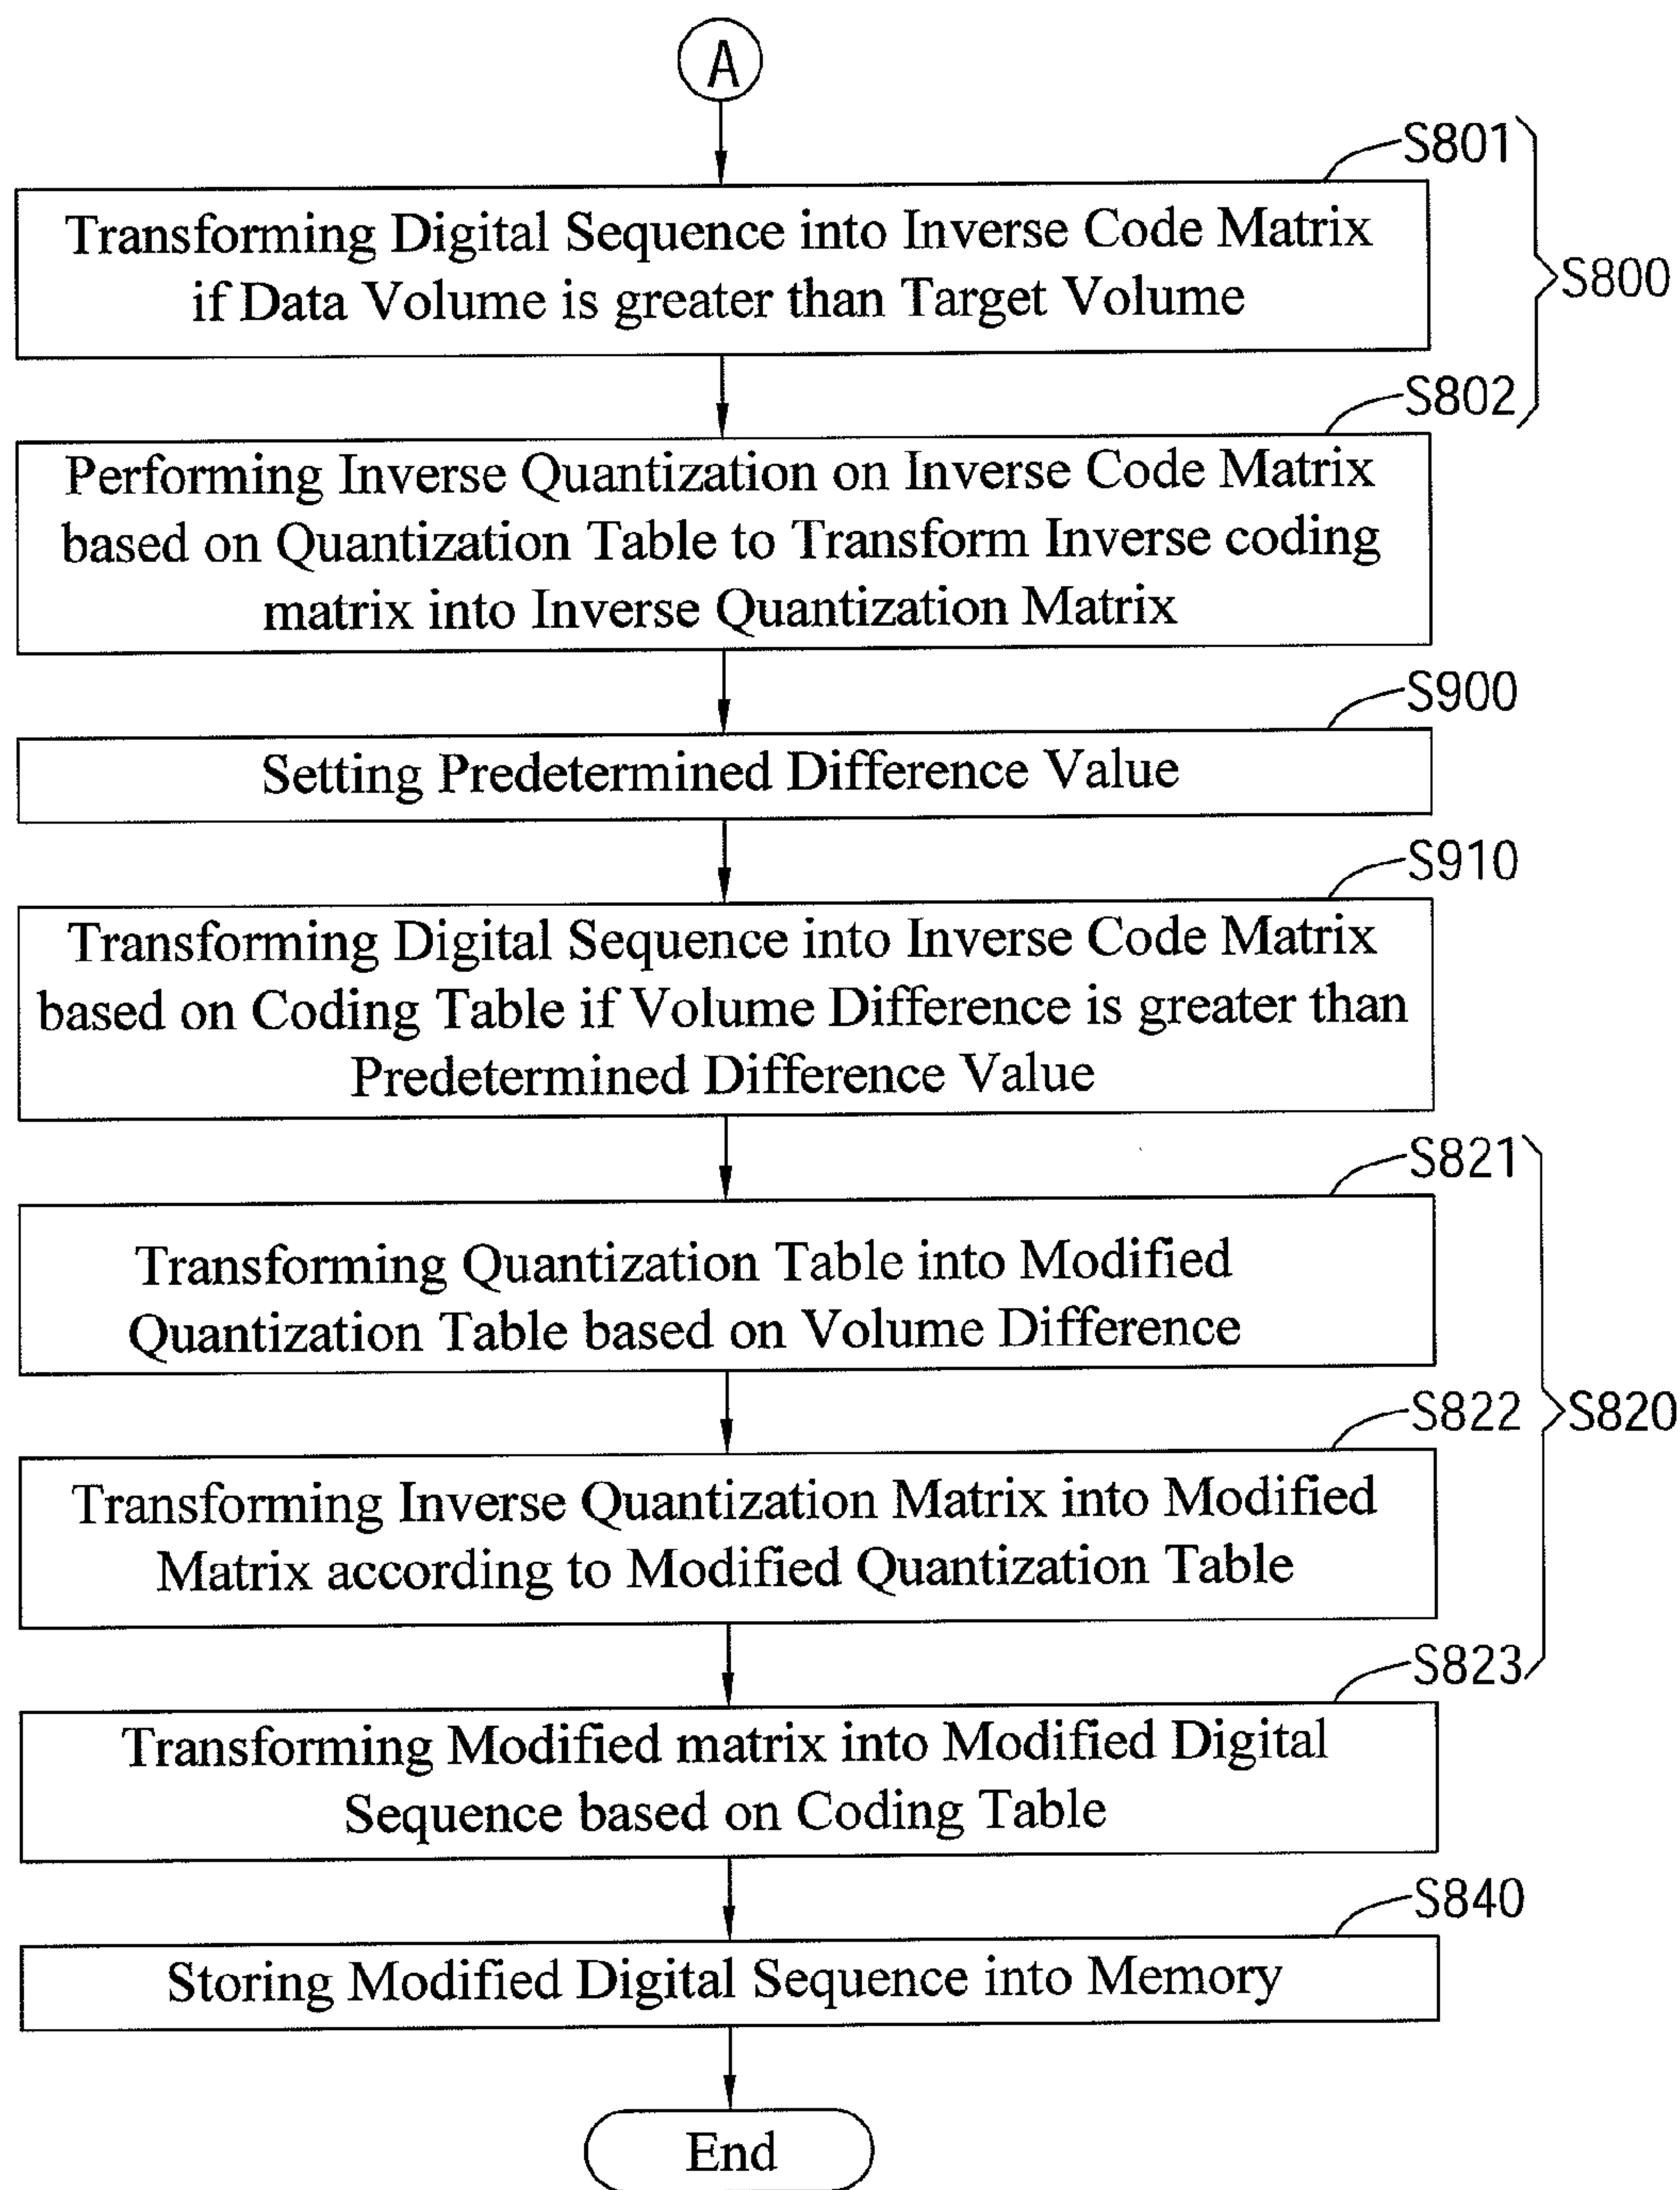 A
S801
Transforming Digital Sequence into Inverse Code Matrix
if Data Volume is greater than Target Volume
S800
S802
Performing Inverse Quantization on Inverse Code Matrix
based on Quantization Table to Transform Inverse coding
matrix into Inverse Quantization Matrix
S900
Setting Predetermined Difference Value
S910
Transforming Digital Sequence into Inverse Code Matrix
based on Coding Table if Volume Difference is greater than
Predetermined Difference Value
S821
Transforming Quantization Table into Modified
Quantization Table based on Volume Difference
S822
S820
Transforming Inverse Quantization Matrix into Modified
Matrix according to Modified Quantization Table
S823
Transforming Modified matrix into Modified Digital
Sequence based on Coding Table
S840
Storing Modified Digital Sequence into Memory
End